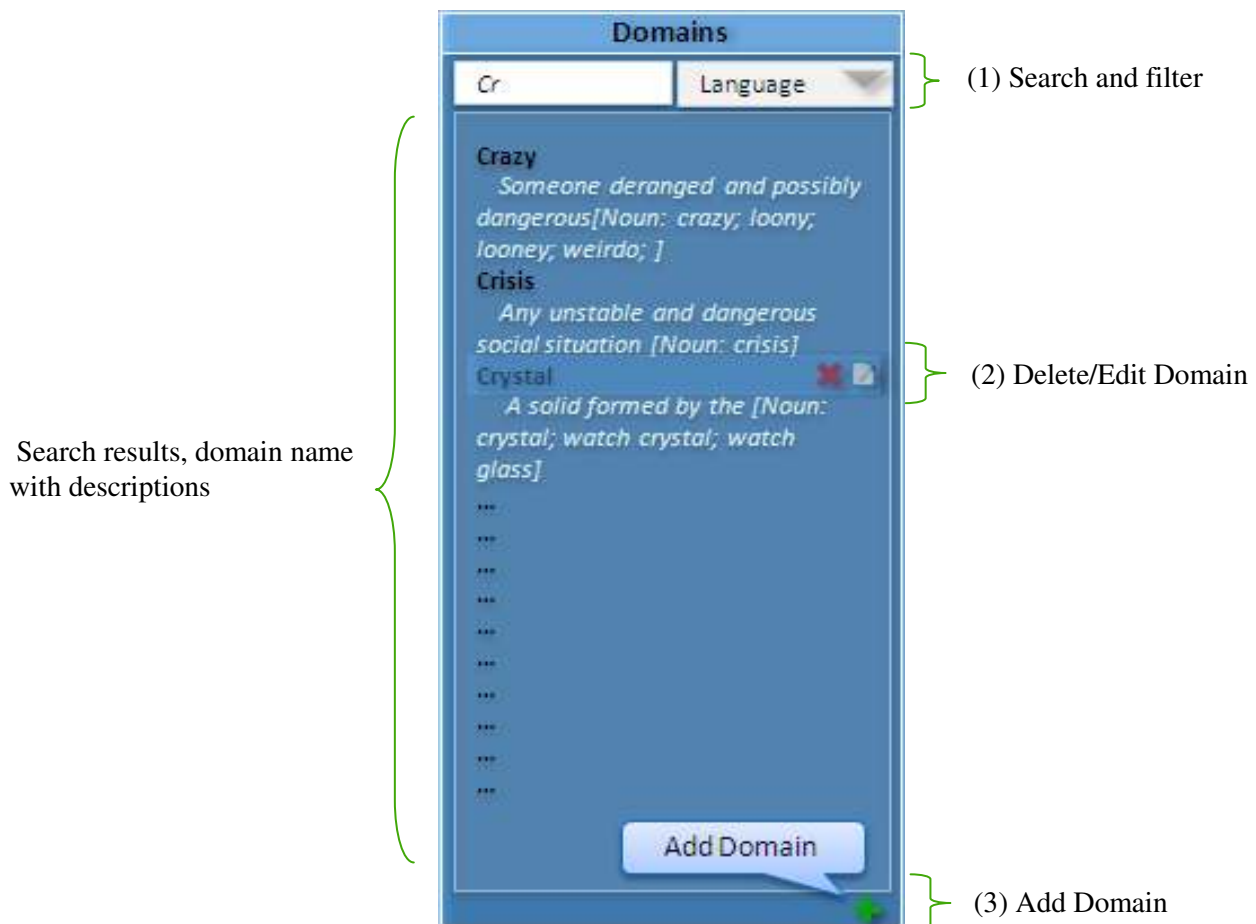 Domains
Cr
Language
(1) Search and filter
Crazy
Someone deranged and possibly
dangerous[Noun: crazy; loony;
looney; weirdo; ]
Crisis
Any unstable and dangerous
social situation [Noun: crisis]
Crystal
(2) Delete/Edit Domain
A solid formed by the [Noun:
crystal; watch crystal; watch
glass]
Search results, domain name
with descriptions
...
...
...
...
...
...
...
...
...
...
Add Domain
(3) Add Domain